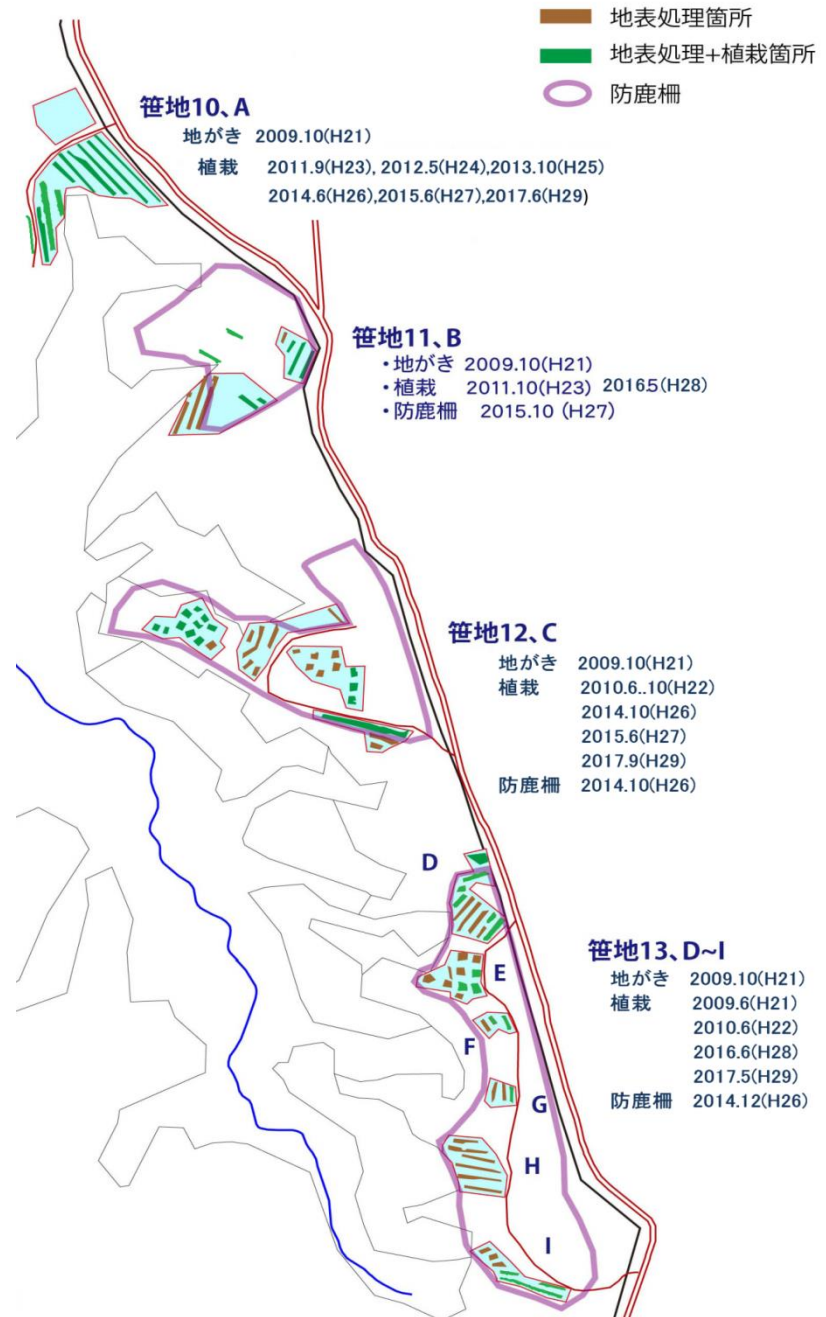 地表処理箇所
地表処理+植栽箇所
防鹿柵
笹地10、A
地がき 2009.10(H21)
植栽 2011.9(H23), 2012.5(H24),2013.10(H25)
2014.6(H26),2015.6(H27),2017.6(H29)
笹地11、B
・地がき 2009.10(H21)
・植栽 2011.10(H23) 20165(H28)
・防鹿柵 2015.10 (H27)
笹地12、C
地がき 2009.10(H21)
植栽 2010.6..10(H22)
2014.10(H26)
2015.6(H27)
2017.9(H29)
防鹿柵 2014.10(H26)
D
笹地13、D~I
地がき 2009.10(H21)
植栽 2009.6(H21)
2010.6(H22)
2016.6(H28)
2017.5(H29)
防鹿柵 2014.12(H26)
E
F
G
H
I